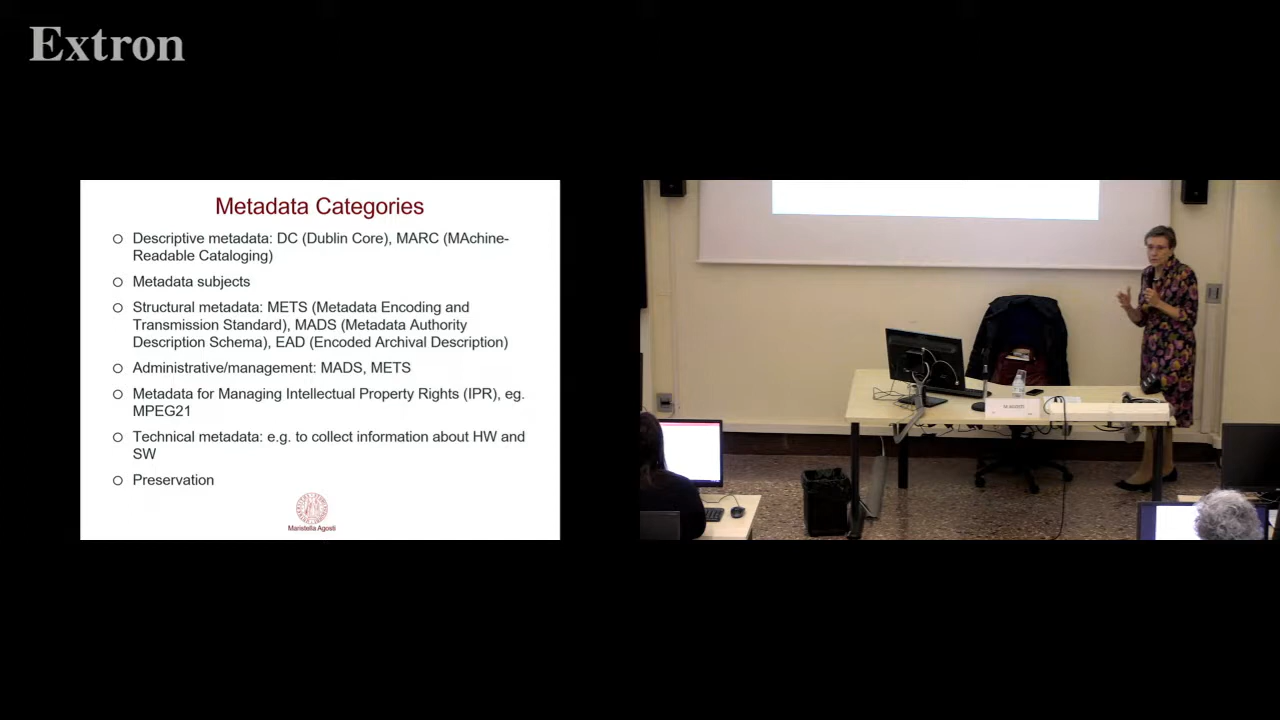 Extron
Metadata Categories
Descriptive metadata: DC (Dublin Core), MARC (MAchine-
Readable Cataloging)
Metadata subjects
Structural metadata: METS (Metadata Encoding and
Transmission Standard), MADS (Metadata Authority
Description Schema), EAD (Encoded Archival Description)
Administrative/management: MADS, METS
Metadata for Managing Intellectual Property Rights (IPR), eg.
MPEG21
Technical metadata: e.g. to collect information about HW and
SW
Preservation
Maristella Agosti
M. AGOSTI